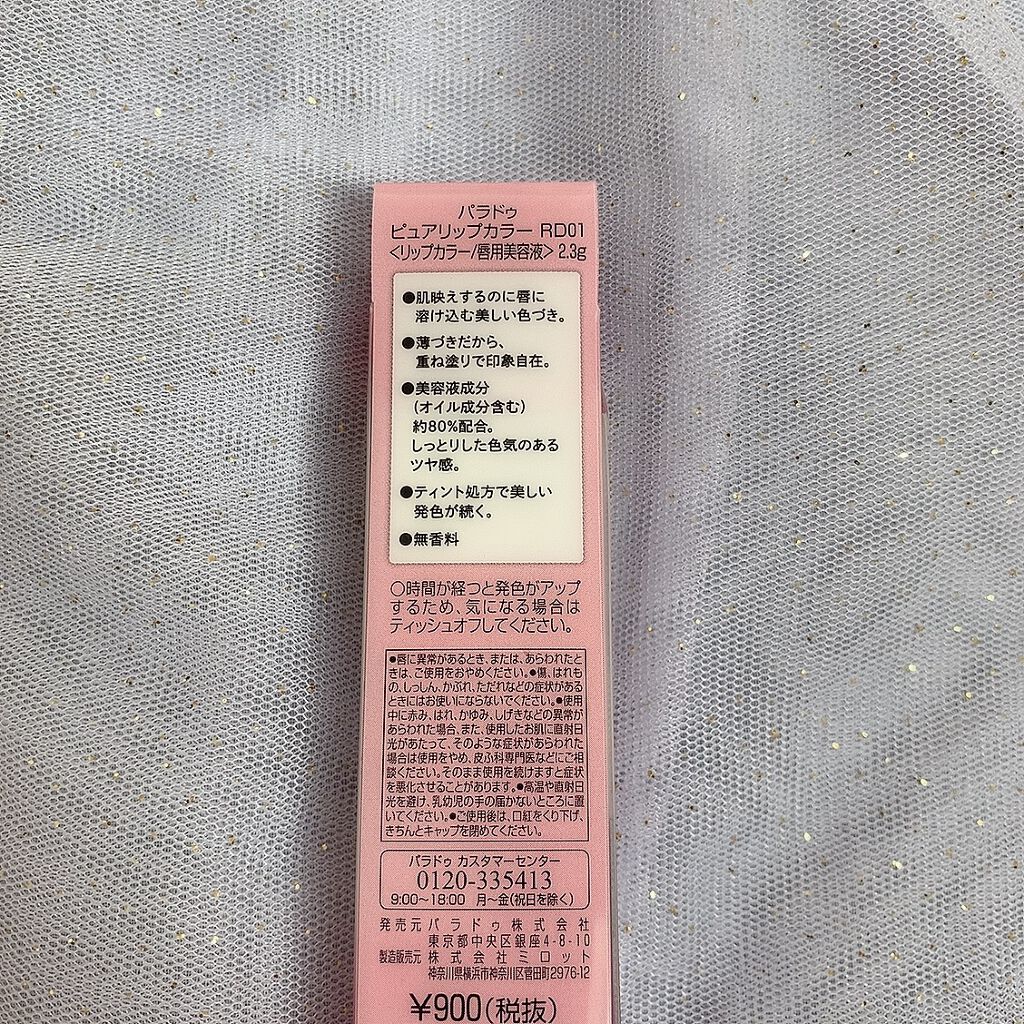 パラドゥ
ピュアリップカラー RD01
<リップカラー/唇用美容液> 2.3g
●肌映えするのに唇に
溶け込む美しい色づき。
●薄づきだから、
重ね塗りで印象自在。
●美容液成分
(オイル成分含む)
約80%配合。
しっとりした色気のある
ツヤ感。
●ティント処方で美しい
発色が続く。
●無香料
○時間が経つと発色がアップ
するため、気になる場合は
ティッシュオフしてください。
●唇に異常があるとき、または、あらわれたと
きは、ご使用をおやめください。●傷、はれも
の、しっしん、かぶれ、ただれなどの症状がある
ときにはお使いにならないでください。●使用
中に赤み、はれ、かゆみ、しげきなどの異常が
あらわれた場合、また、使用したお肌に直射日
光があたって、そのような症状があらわれた
場合は使用をやめ、皮ふ科専門医などにご相
談ください。そのまま使用を続けますと症状
を悪化させることがあります。●高温や直射日
光を避け、乳幼児の手の届かないところに置
いてください。●ご使用後は、口紅をくり下げ、
きちんとキャップを閉めてください。
パラドゥ カスタマーセンター
0120-335413
9:00～18:00 月～金(祝日を除く)
発売元 パラドゥ株式会社
東京都中央区銀座4-8-10
製造販売元 株式会社ミロット
神奈川県横浜市神奈川区菅田町2976-12
¥900(税抜)